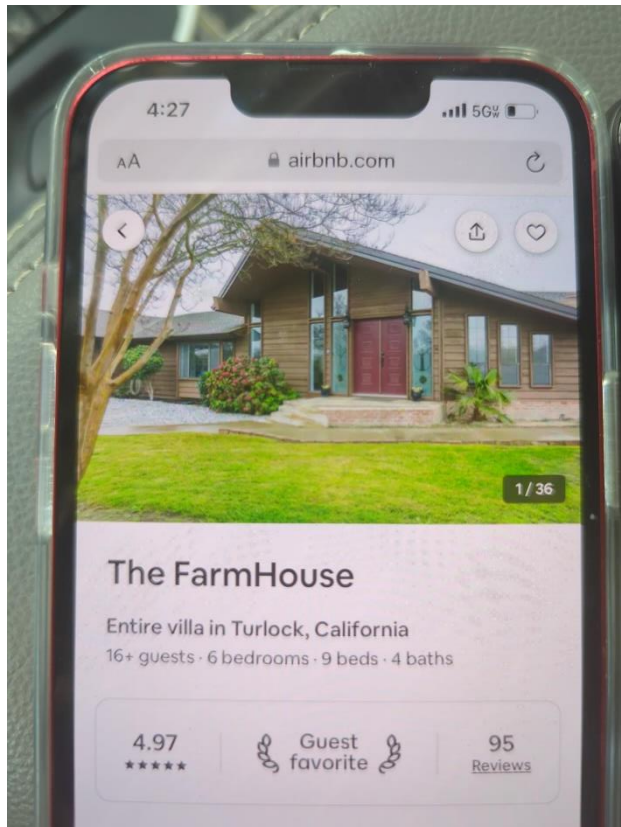 4:27 5G UW
AA airbnb.com
1 / 36
The FarmHouse
Entire villa in Turlock, California
16+ guests · 6 bedrooms · 9 beds · 4 baths
4.97 Guest favorite 95
★★★★★ Reviews